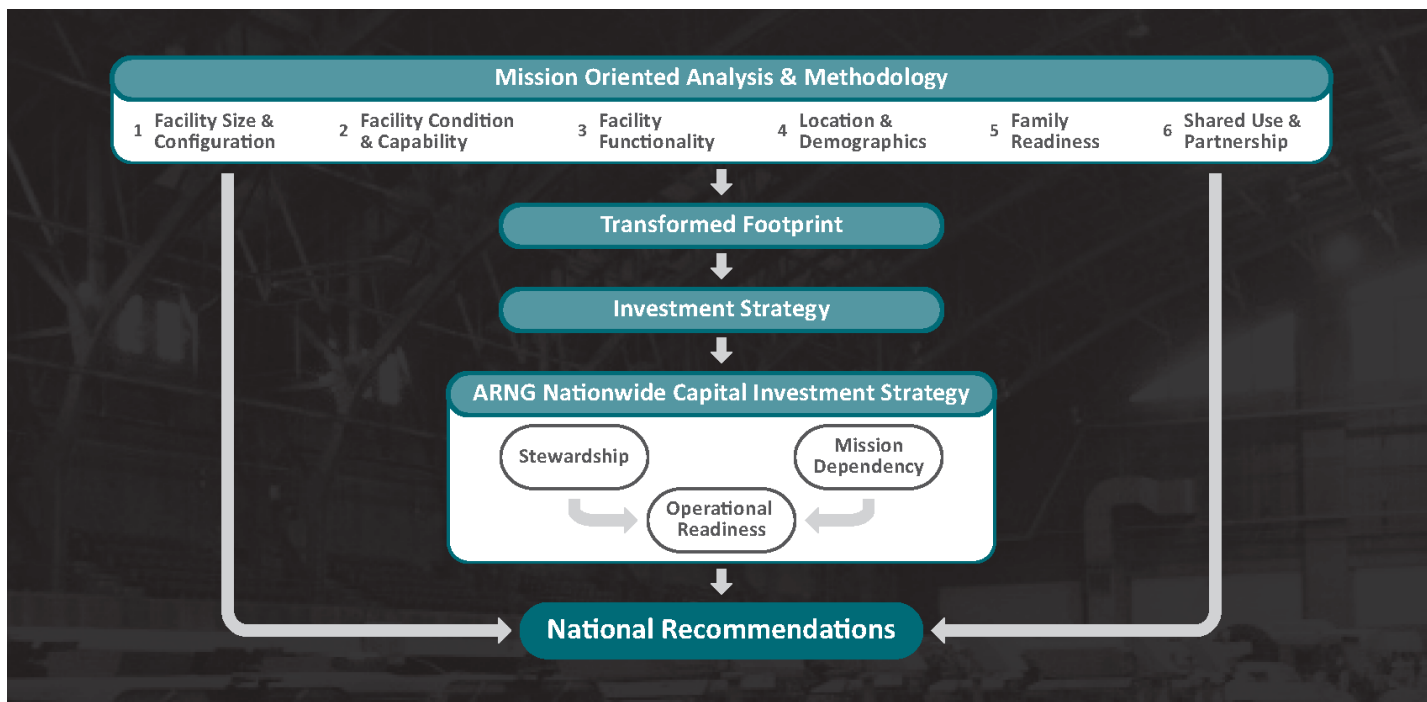 Mission Oriented Analysis & Methodology
1 Facility Size & Configuration
2 Facility Condition & Capability
3 Facility Functionality
4 Location & Demographics
5 Family Readiness
6 Shared Use & Partnership
Transformed Footprint
Investment Strategy
ARNG Nationwide Capital Investment Strategy
Stewardship
Mission Dependency
Operational Readiness
National Recommendations